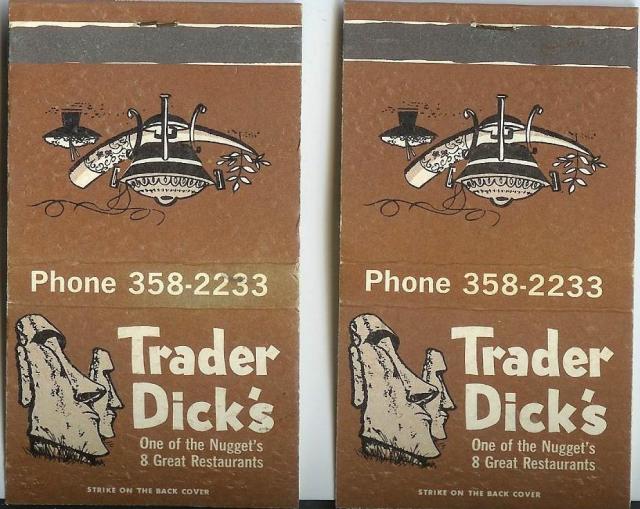 Phone 358-2233
Trader
Dick's
One of the Nugget's
8 Great Restaurants
STRIKE ON THE BACK COVER
Phone 358-2233
Trader
Dick's
One of the Nugget's
8 Great Restaurants
STRIKE ON THE BACK COVER